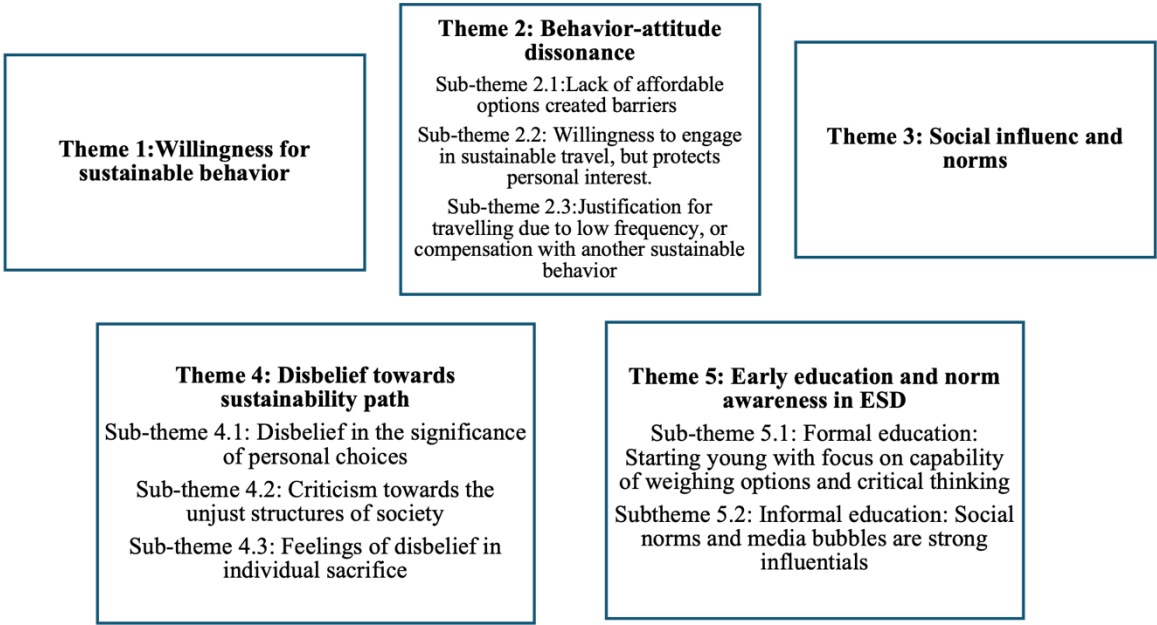 Theme 1:Willingness for
sustainable behavior
Theme 2: Behavior-attitude
dissonance
Sub-theme 2.1:Lack of affordable
options created barriers
Sub-theme 2.2: Willingness to engage
in sustainable travel, but protects
personal interest.
Sub-theme 2.3:Justification for
travelling due to low frequency, or
compensation with another sustainable
behavior
Theme 3: Social influenc and
norms
Theme 4: Disbelief towards
sustainability path
Sub-theme 4.1: Disbelief in the significance
of personal choices
Sub-theme 4.2: Criticism towards the
unjust structures of society
Sub-theme 4.3: Feelings of disbelief in
individual sacrifice
Theme 5: Early education and norm
awareness in ESD
Sub-theme 5.1: Formal education:
Starting young with focus on capability
of weighing options and critical thinking
Subtheme 5.2: Informal education: Social
norms and media bubbles are strong
influentials